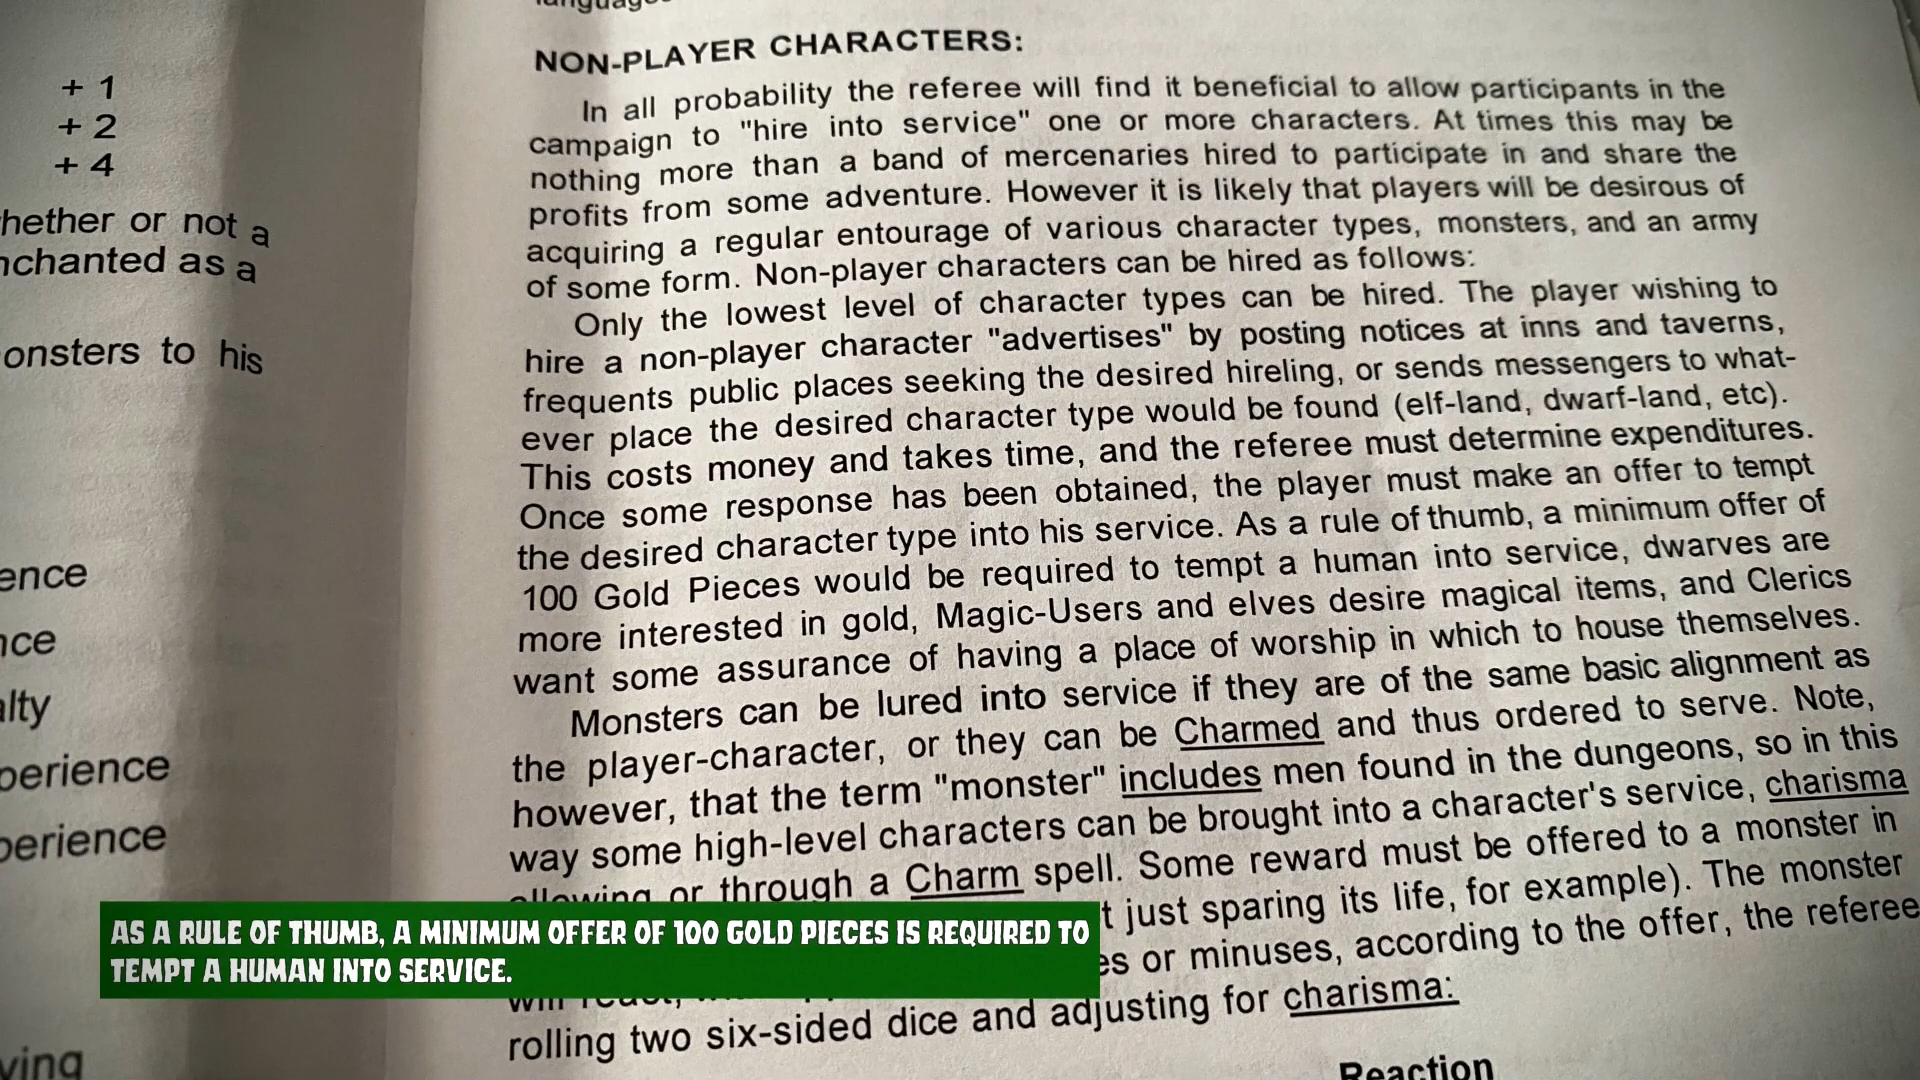 + 1
+ 2
+ 4
hether or not a
nchanted as a
onsters to his
ence
nce
alty
perience
perience
ving
NON-PLAYER CHARACTERS:
In all probability the referee will find it beneficial to allow participants in the
campaign to "hire into service" one or more characters. At times this may be
nothing more than a band of mercenaries hired to participate in and share the
profits from some adventure. However it is likely that players will be desirous of
acquiring a regular entourage of various character types, monsters, and an army
of some form. Non-player characters can be hired as follows:
Only the lowest level of character types can be hired. The player wishing to
hire a non-player character "advertises" by posting notices at inns and taverns,
frequents public places seeking the desired hireling, or sends messengers to what-
ever place the desired character type would be found (elf-land, dwarf-land, etc).
This costs money and takes time, and the referee must determine expenditures.
Once some response has been obtained, the player must make an offer to tempt
the desired character type into his service. As a rule of thumb, a minimum offer of
100 Gold Pieces would be required to tempt a human into service, dwarves are
more interested in gold, Magic-Users and elves desire magical items, and Clerics
want some assurance of having a place of worship in which to house themselves.
Monsters can be lured into service if they are of the same basic alignment as
the player-character, or they can be Charmed and thus ordered to serve. Note,
however, that the term "monster" includes men found in the dungeons, so in this
way some high-level characters can be brought into a character's service, charisma
allowing or through a Charm spell. Some reward must be offered to a monster in
t just sparing its life, for example). The monster
es or minuses, according to the offer, the referee
rolling two six-sided dice and adjusting for charisma:
Reaction
AS A RULE OF THUMB, A MINIMUM OFFER OF 100 GOLD PIECES IS REQUIRED TO
TEMPT A HUMAN INTO SERVICE.